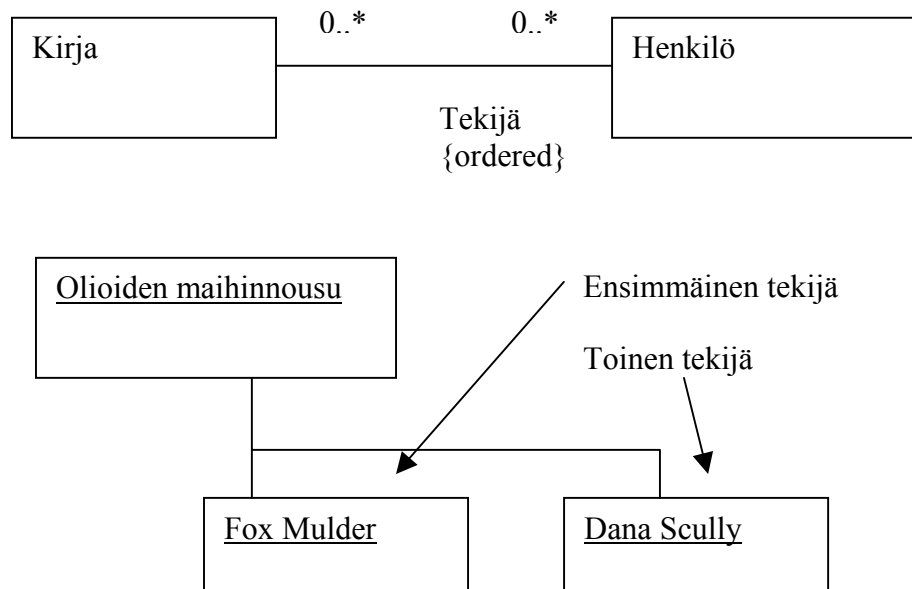 0..* 0..*
Kirja
Henkilö
Tekijä
{ordered}
Olioiden maihinnousu
Ensimmäinen tekijä
Toinen tekijä
Fox Mulder
Dana Scully